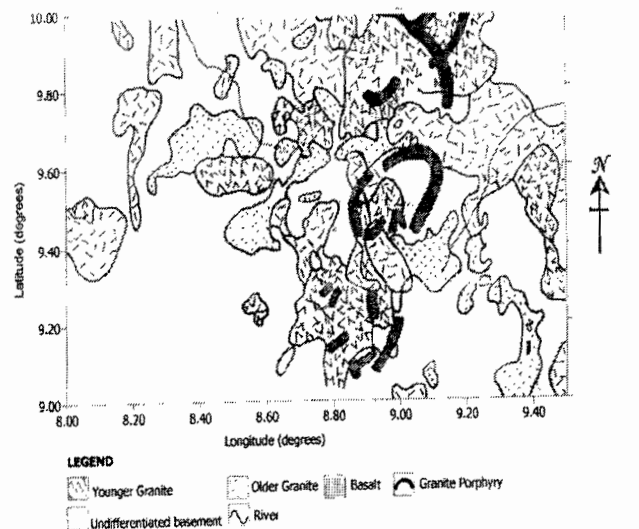 10.00
9.80
9.60
9.40
9.20
9.00
Latitude (degrees)
N
8.00 8.20 8.40 8.60 8.80 9.00 9.20 9.40
Longitude (degrees)
LEGEND
Younger Granite Older Granite Basalt Granite Porphyry
Undifferentiated basement River